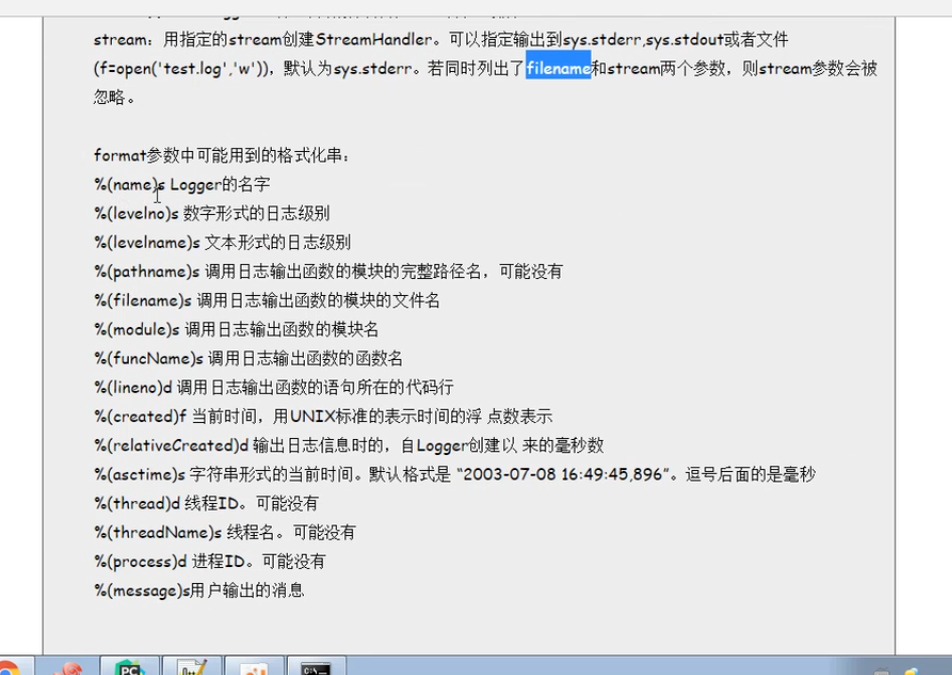 stream：用指定的stream创建StreamHandler。可以指定输出到sys.stderr,sys.stdout或者文件
(f=open('test.log','w'))，默认为sys.stderr。若同时列出了filename和stream两个参数，则stream参数会被
忽略。
format参数中可能用到的格式化串：
%(name)s Logger的名字
%(levelno)s 数字形式的日志级别
%(levelname)s 文本形式的日志级别
%(pathname)s 调用日志输出函数的模块的完整路径名，可能没有
%(filename)s 调用日志输出函数的模块的文件名
%(module)s 调用日志输出函数的模块名
%(funcName)s 调用日志输出函数的函数名
%(lineno)d 调用日志输出函数的语句所在的代码行
%(created)f 当前时间，用UNIX标准的表示时间的浮 点数表示
%(relativeCreated)d 输出日志信息时的，自Logger创建以 来的毫秒数
%(asctime)s 字符串形式的当前时间。默认格式是 “2003-07-08 16:49:45,896”。逗号后面的是毫秒
%(thread)d 线程ID。可能没有
%(threadName)s 线程名。可能没有
%(process)d 进程ID。可能没有
%(message)s用户输出的消息
PC
C:\